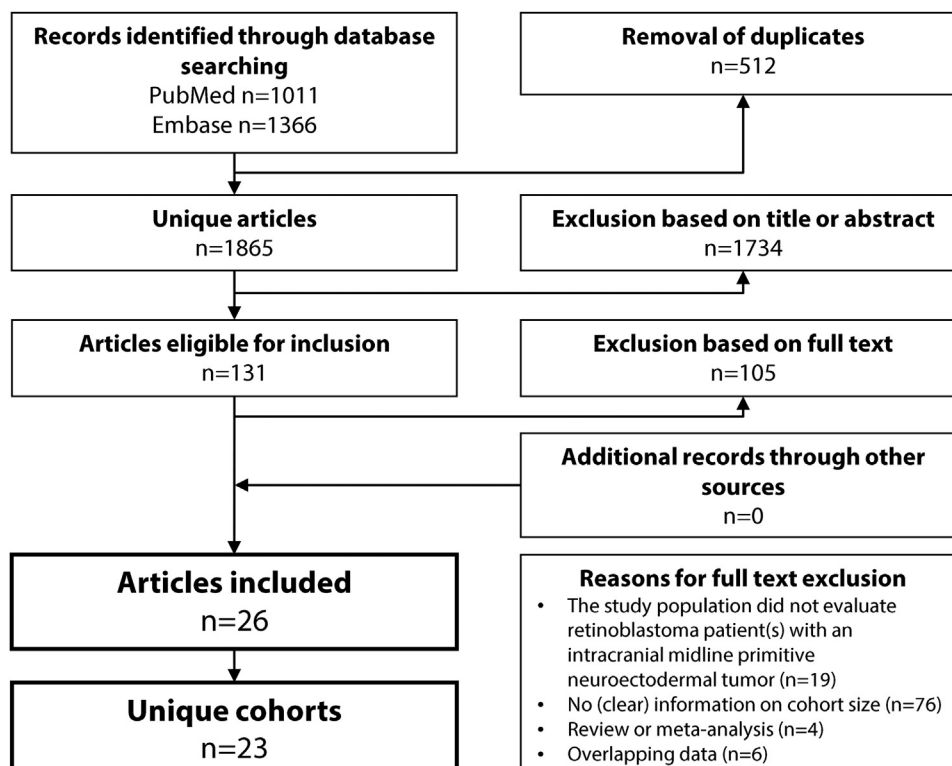 Records identified through database
searching
PubMed n=1011
Embase n=1366
Removal of duplicates
n=512
Unique articles
n=1865
Exclusion based on title or abstract
n=1734
Articles eligible for inclusion
n=131
Exclusion based on full text
n=105
Additional records through other
sources
n=0
Articles included
n=26
Unique cohorts
n=23
Reasons for full text exclusion
• The study population did not evaluate
retinoblastoma patient(s) with an
intracranial midline primitive
neuroectodermal tumor (n=19)
• No (clear) information on cohort size (n=76)
• Review or meta-analysis (n=4)
• Overlapping data (n=6)